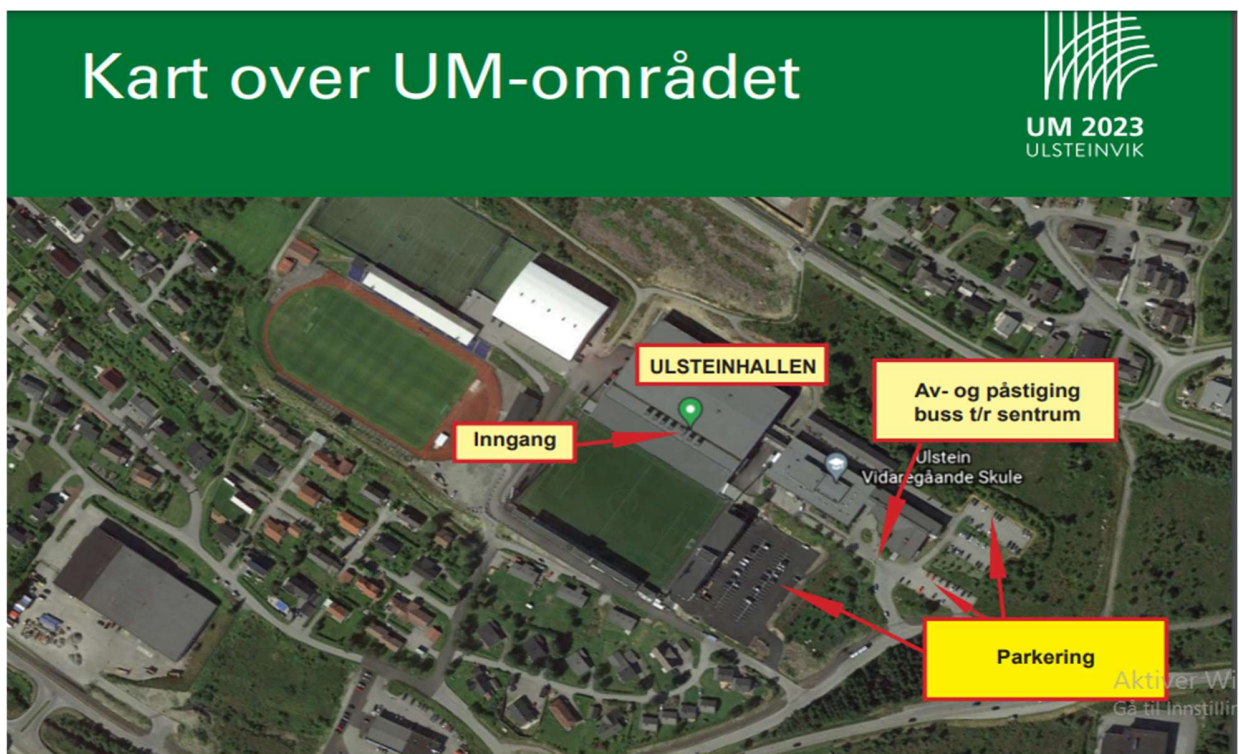 Kart over UM-området
UM 2023
ULSTEINVIK
ULSTEINHALLEN
Av- og påstiging
buss t/r sentrum
Inngang
Ulstein
Vidaregåande Skule
Parkering
Aktiver Wi
Gå til Innstillin